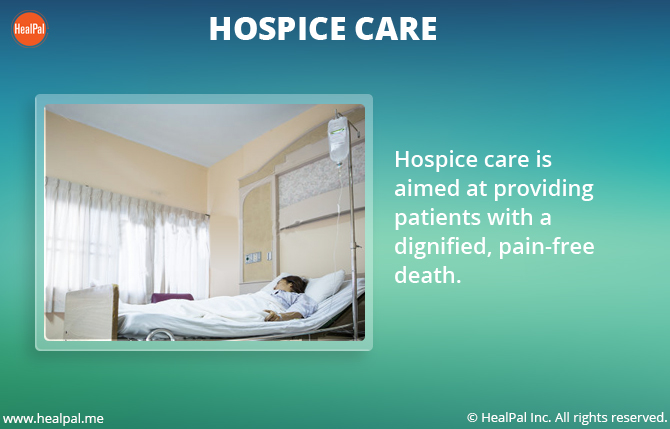 HealPal
HOSPICE CARE
Hospice care is
aimed at providing
patients with a
dignified, pain-free
death.
www.healpal.me
© HealPal Inc. All rights reserved.